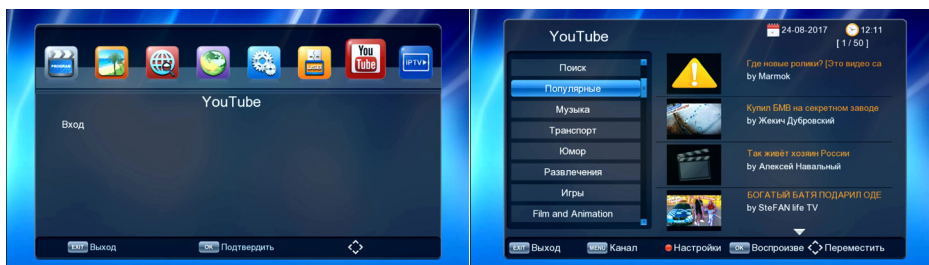 PROGRAM
You
Tube
IPTV
YouTube
Вход
EXIT Выход
OK Подтвердить
YouTube
24-08-2017
12:11
[ 1 / 50 ]
Поиск
Популярные
Музыка
Транспорт
Юмор
Развлечения
Игры
Film and Animation
Где новые ролики? [Это видео са
by Marmok
Купил БМВ на секретном заводе
by Жекич Дубровский
Так живёт хозяин России
by Алексей Навальный
БОГАТЫЙ БАТЯ ПОДАРИЛ ОДЕ
by SteFAN life TV
EXIT Выход
MENU Канал
Настройки
OK Воспроизве
Переместить